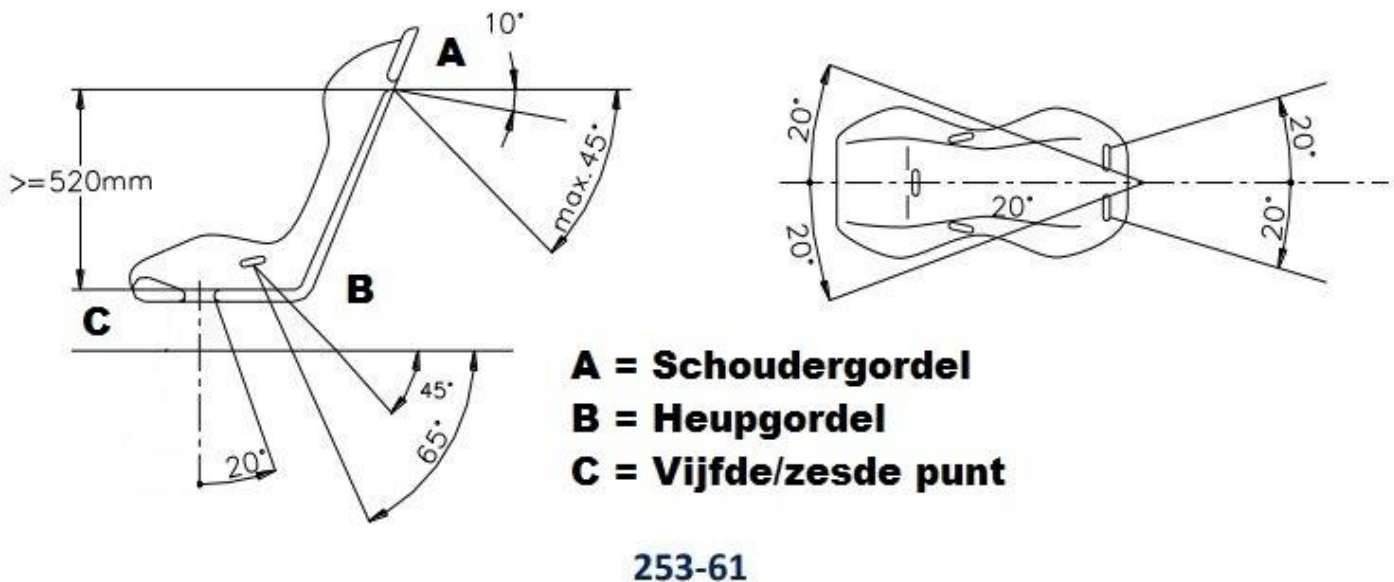 A
10°
max.45°
>=520mm
B
C
45°
65°
20°
20°
20°
20°
20°
20°
A = Schoudergordel
B = Heupgordel
C = Vijfde/zesde punt
253-61